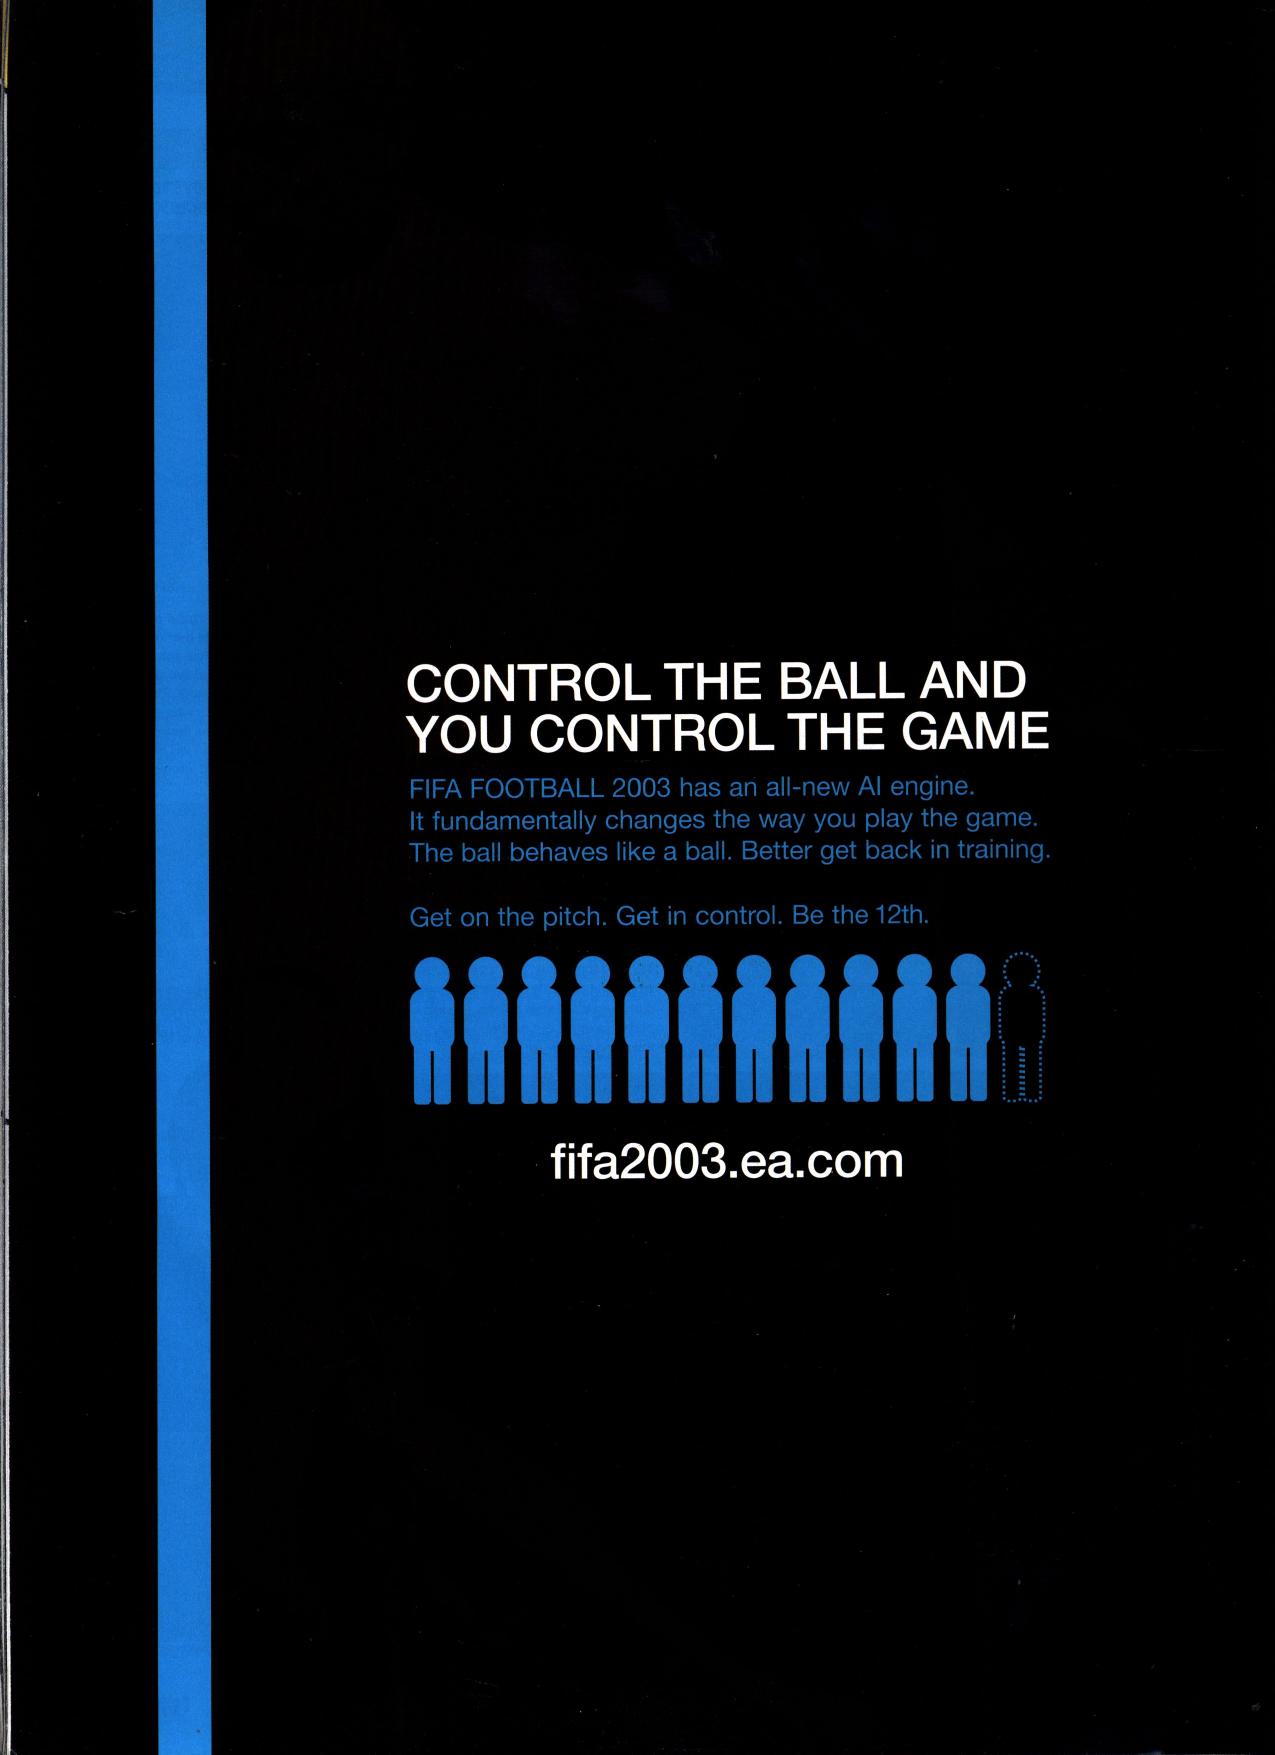 CONTROL THE BALL AND
YOU CONTROL THE GAME
FIFA FOOTBALL 2003 has an all-new AI engine.
It fundamentally changes the way you play the game.
The ball behaves like a ball. Better get back in training.
Get on the pitch. Get in control. Be the 12th.
fifa2003.ea.com